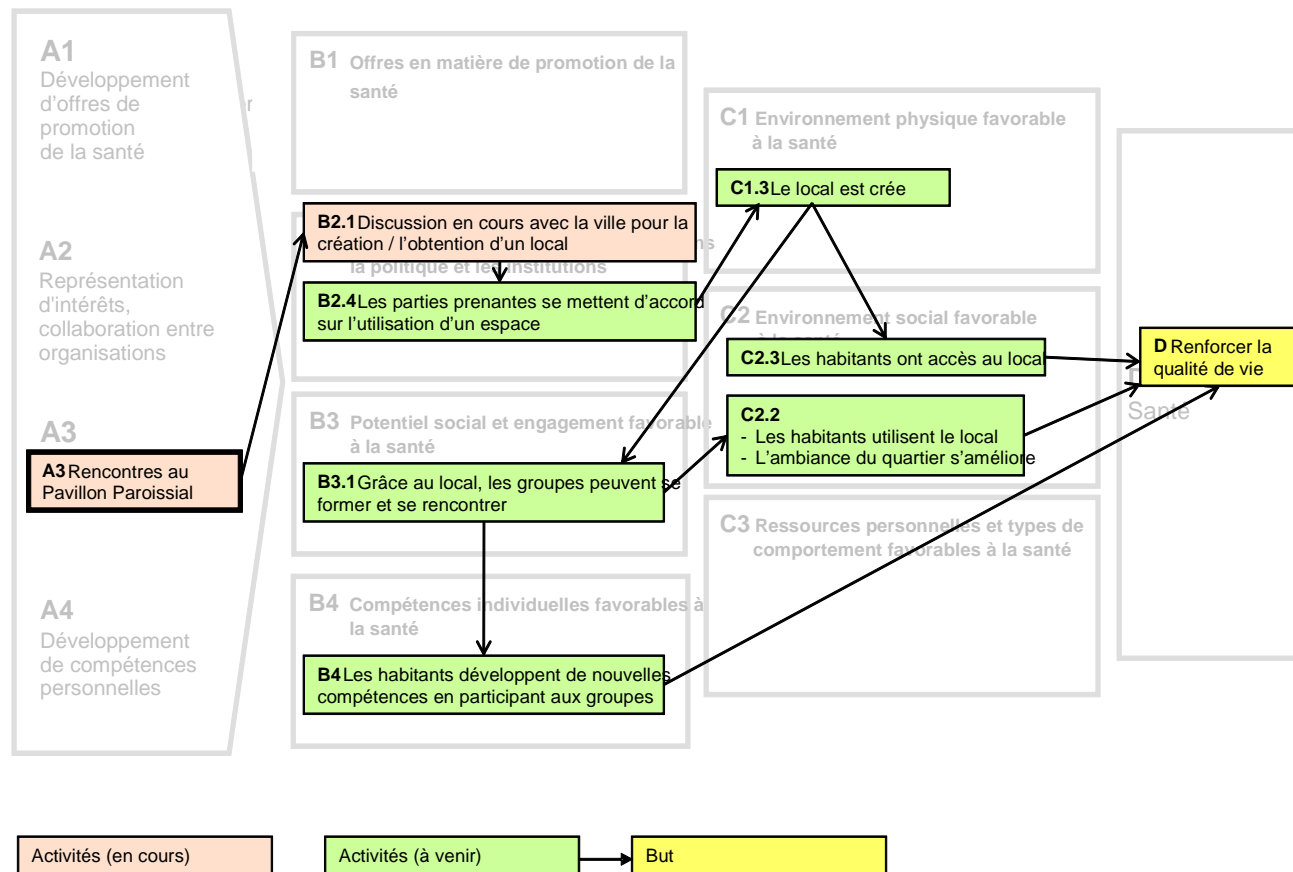 A1
Développement
d'offres de
promotion
de la santé
A2
Représentation
d'intérêts,
collaboration entre
organisations
A3
A3 Rencontres au
Pavillon Paroissial
A4
Développement
de compétences
personnelles
B1 Offres en matière de promotion de la
santé
B2.1 Discussion en cours avec la ville pour la
création / l'obtention d'un local
la politique et les institutions
B2.4 Les parties prenantes se mettent d'accord
sur l'utilisation d'un espace
B3 Potentiel social et engagement favorable
à la santé
B3.1 Grâce au local, les groupes peuvent se
former et se rencontrer
B4 Compétences individuelles favorables à
la santé
B4 Les habitants développent de nouvelles
compétences en participant aux groupes
C1 Environnement physique favorable
à la santé
C1.3 Le local est crée
C2 Environnement social favorable
à la santé
C2.3 Les habitants ont accès au local
C2.2
- Les habitants utilisent le local
- L'ambiance du quartier s'améliore
C3 Ressources personnelles et types de
comportement favorables à la santé
D Renforcer la
qualité de vie
Santé
Activités (en cours)
Activités (à venir)
But